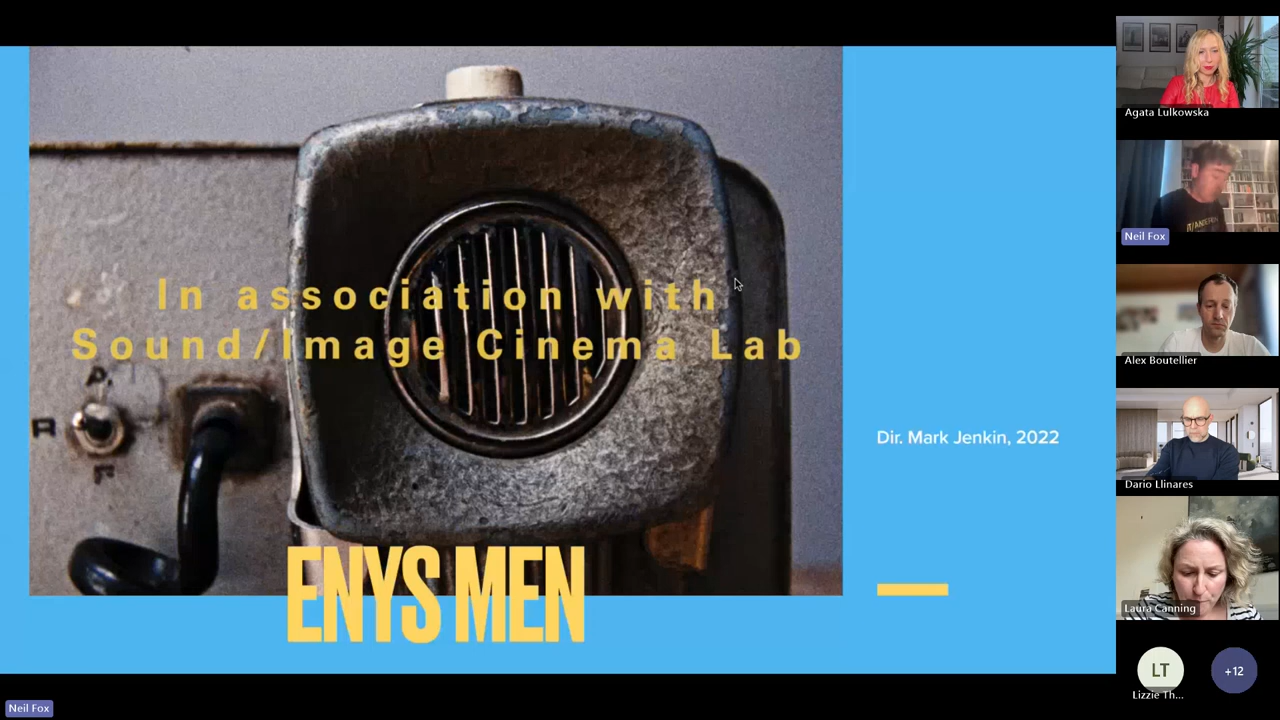 In association with
Sound/Image Cinema Lab
P.
R
F
ENYS MEN
Dir. Mark Jenkin, 2022
Neil Fox
Agata Lulkowska
Neil Fox
Alex Boutellier
Dario Llinares
Laura Canning
LT
Lizzie Th...
+12